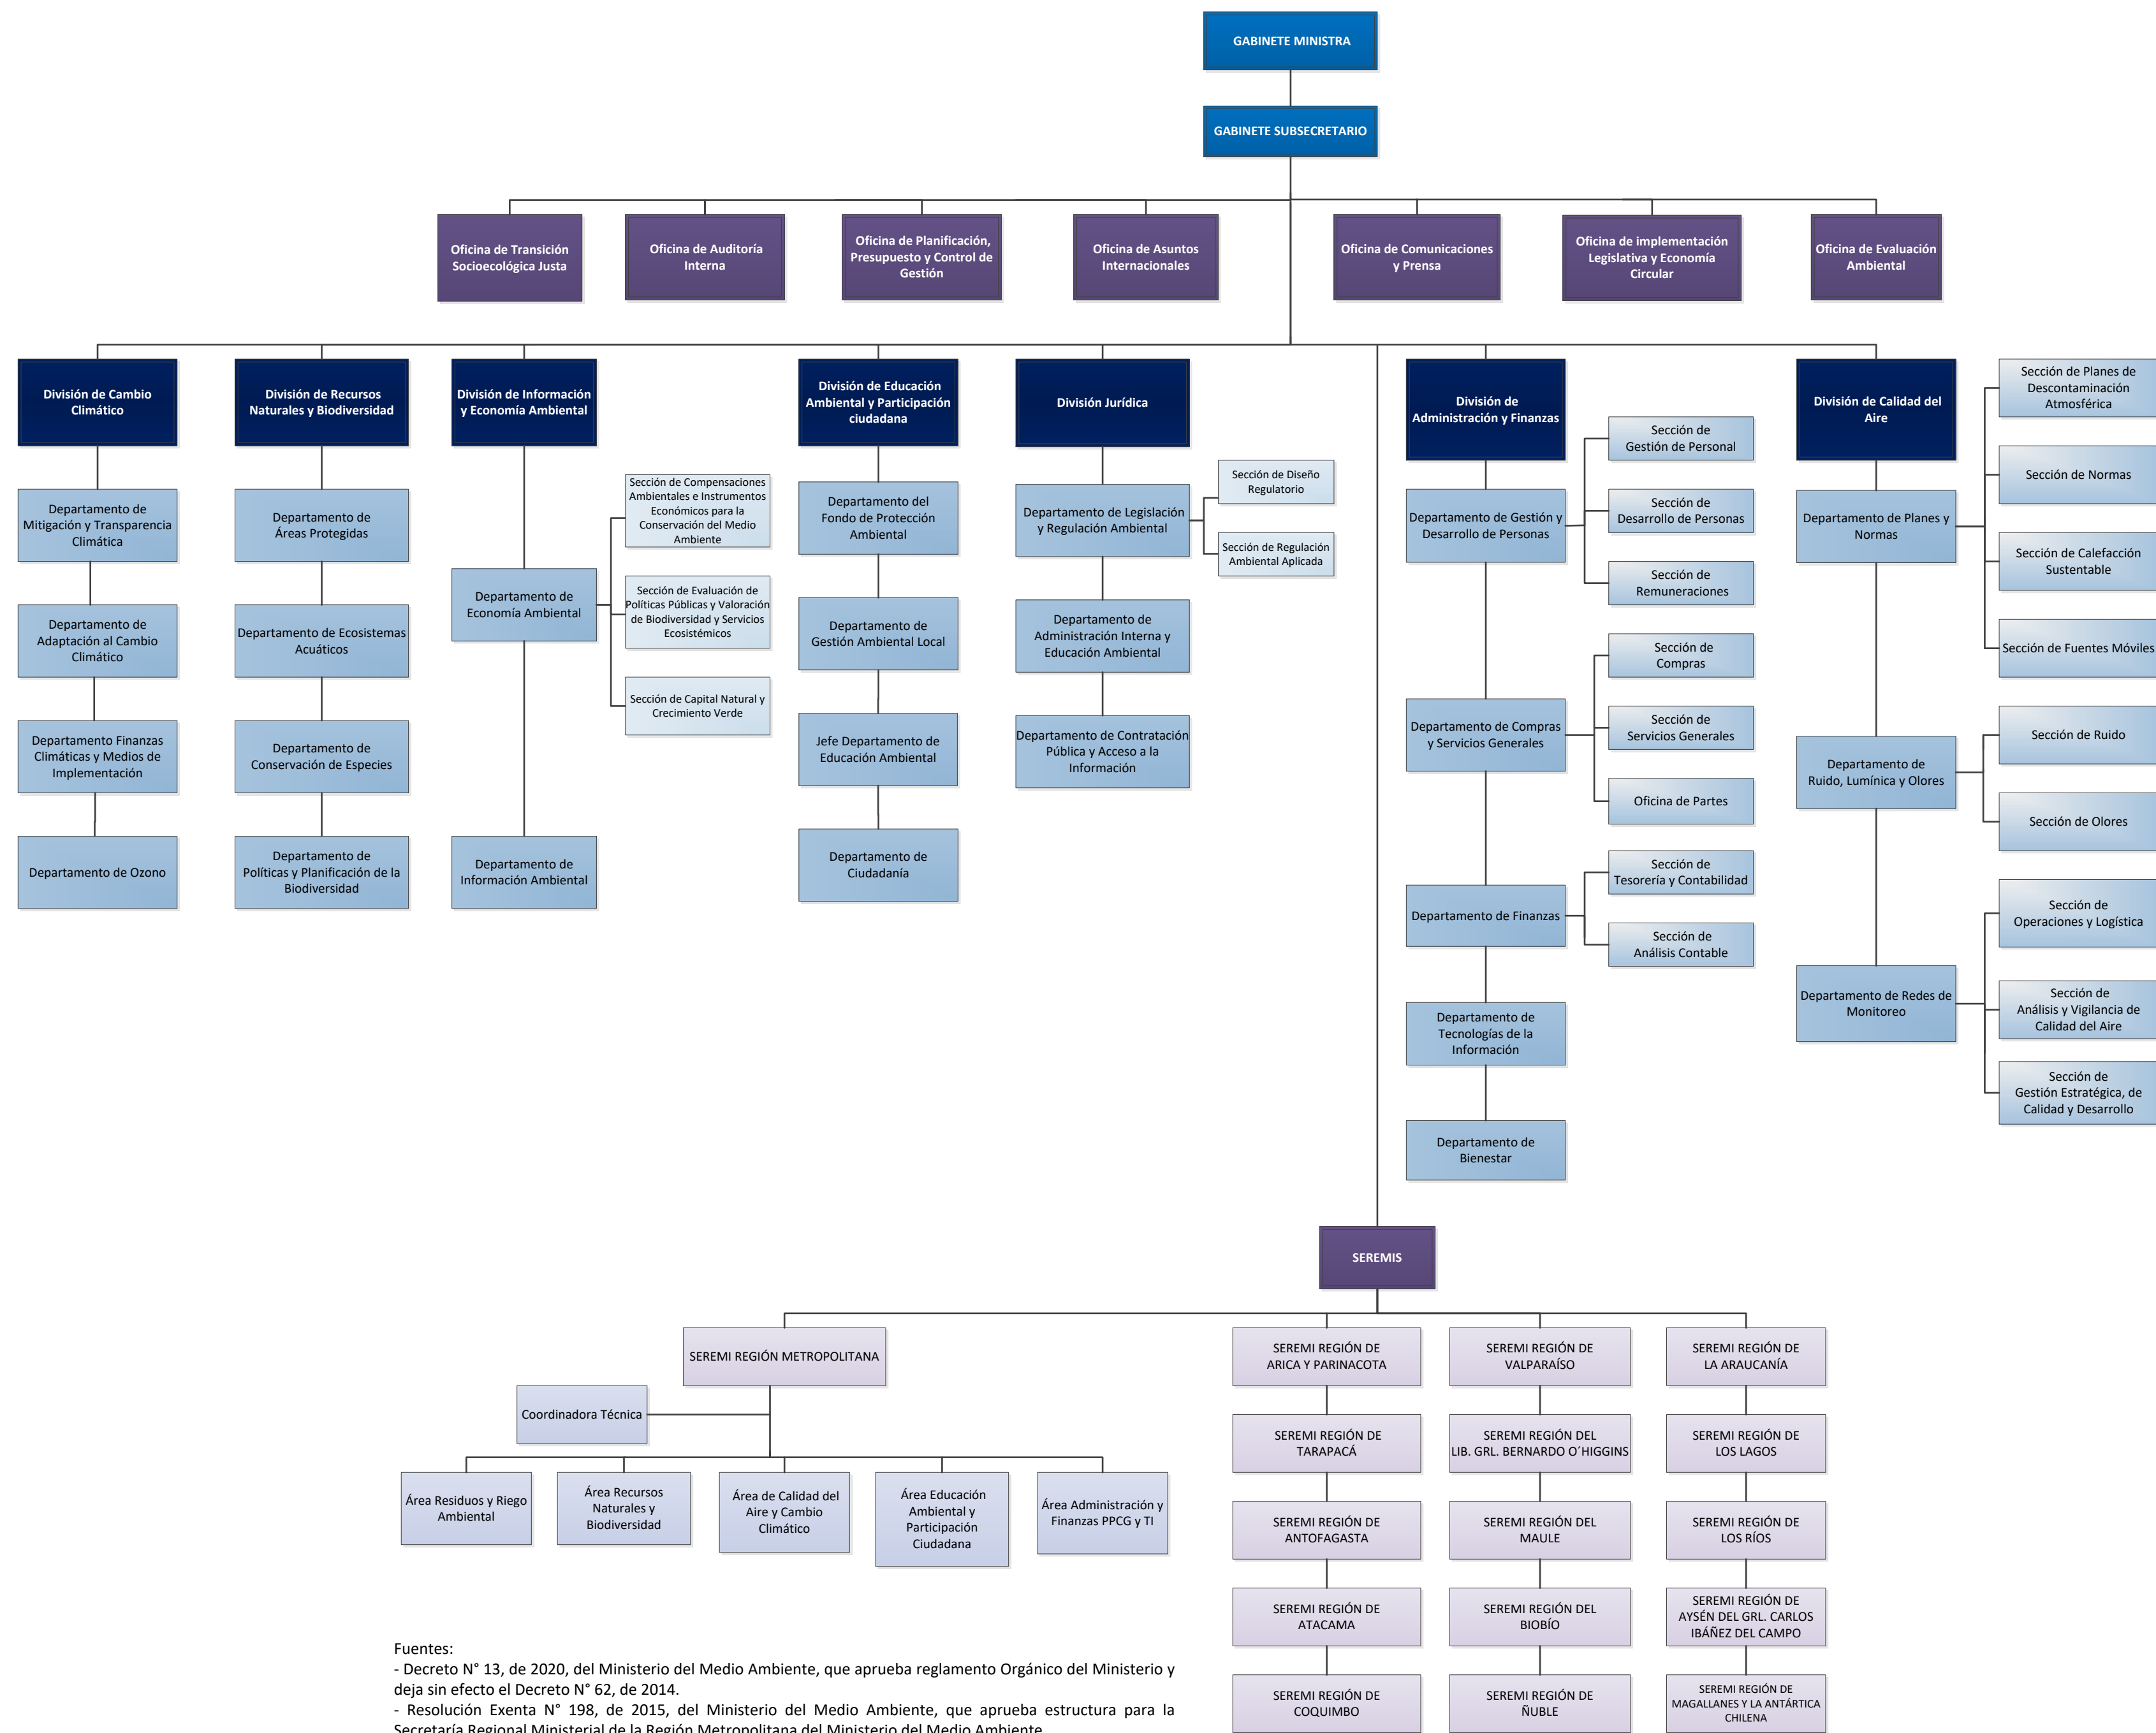 GABINETE MINISTRA
GABINETE SUBSECRETARIO
Oficina de Transición
Socioecológica Justa
Oficina de Auditoría
Interna
Oficina de Planificación,
Presupuesto y Control de
Gestión
Oficina de Asuntos
Internacionales
Oficina de Comunicaciones
y Prensa
Oficina de implementación
Legislativa y Economía
Circular
Oficina de Evaluación
Ambiental
División de Cambio
Climático
Departamento de
Mitigación y Transparencia
Climática
Departamento de
Adaptación al Cambio
Climático
Departamento Finanzas
Climáticas y Medios de
Implementación
Departamento de Ozono
División de Recursos
Naturales y Biodiversidad
Departamento de
Áreas Protegidas
Departamento de Ecosistemas
Acuáticos
Departamento de
Conservación de Especies
Departamento de
Políticas y Planificación de la
Biodiversidad
División de Información
y Economía Ambiental
Departamento de
Economía Ambiental
Sección de Compensaciones
Ambientales e Instrumentos
Económicos para la
Conservación del Medio
Ambiente
Sección de Evaluación de
Políticas Públicas y Valoración
de Biodiversidad y Servicios
Ecosistémicos
Sección de Capital Natural y
Crecimiento Verde
Departamento de
Información Ambiental
División de Educación
Ambiental y Participación
ciudadana
Departamento del
Fondo de Protección
Ambiental
Departamento de
Gestión Ambiental Local
Jefe Departamento de
Educación Ambiental
Departamento de
Ciudadanía
División Jurídica
Departamento de Legislación
y Regulación Ambiental
Sección de Diseño
Regulatorio
Sección de Regulación
Ambiental Aplicada
Departamento de
Administración Interna y
Educación Ambiental
Departamento de Contratación
Pública y Acceso a la
Información
División de
Administración y Finanzas
Departamento de Gestión y
Desarrollo de Personas
Sección de
Gestión de Personal
Sección de
Desarrollo de Personas
Sección de
Remuneraciones
Departamento de Compras
y Servicios Generales
Sección de
Compras
Sección de
Servicios Generales
Oficina de Partes
Departamento de Finanzas
Sección de
Tesorería y Contabilidad
Sección de
Análisis Contable
Departamento de
Tecnologías de la
Información
Departamento de
Bienestar
División de Calidad del
Aire
Departamento de Planes y
Normas
Sección de Planes de
Descontaminación
Atmosférica
Sección de Normas
Sección de Calefacción
Sustentable
Sección de Fuentes Móviles
Departamento de
Ruido, Lumínica y Olores
Sección de Ruido
Sección de Olores
Departamento de Redes de
Monitoreo
Sección de
Operaciones y Logística
Sección de
Análisis y Vigilancia de
Calidad del Aire
Sección de
Gestión Estratégica, de
Calidad y Desarrollo
SEREMIS
SEREMI REGIÓN METROPOLITANA
Coordinadora Técnica
Área Residuos y Riego
Ambiental
Área Recursos
Naturales y
Biodiversidad
Área de Calidad del
Aire y Cambio
Climático
Área Educación
Ambiental y
Participación
Ciudadana
Área Administración y
Finanzas PPCG y TI
SEREMI REGIÓN DE
ARICA Y PARINACOTA
SEREMI REGIÓN DE
TARAPACÁ
SEREMI REGIÓN DE
ANTOFAGASTA
SEREMI REGIÓN DE
ATACAMA
SEREMI REGIÓN DE
COQUIMBO
SEREMI REGIÓN DE
VALPARAÍSO
SEREMI REGIÓN DEL
LIB. GRL. BERNARDO O´HIGGINS
SEREMI REGIÓN DEL
MAULE
SEREMI REGIÓN DEL
BIOBÍO
SEREMI REGIÓN DE
ÑUBLE
SEREMI REGIÓN DE
LA ARAUCANÍA
SEREMI REGIÓN DE
LOS LAGOS
SEREMI REGIÓN DE
LOS RÍOS
SEREMI REGIÓN DE
AYSÉN DEL GRL. CARLOS
IBÁÑEZ DEL CAMPO
SEREMI REGIÓN DE
MAGALLANES Y LA ANTÁRTICA
CHILENA
Fuentes:
- Decreto N° 13, de 2020, del Ministerio del Medio Ambiente, que aprueba reglamento Orgánico del Ministerio y
deja sin efecto el Decreto N° 62, de 2014.
- Resolución Exenta N° 198, de 2015, del Ministerio del Medio Ambiente, que aprueba estructura para la
Secretaría Regional Ministerial de la Región Metropolitana del Ministerio del Medio Ambiente